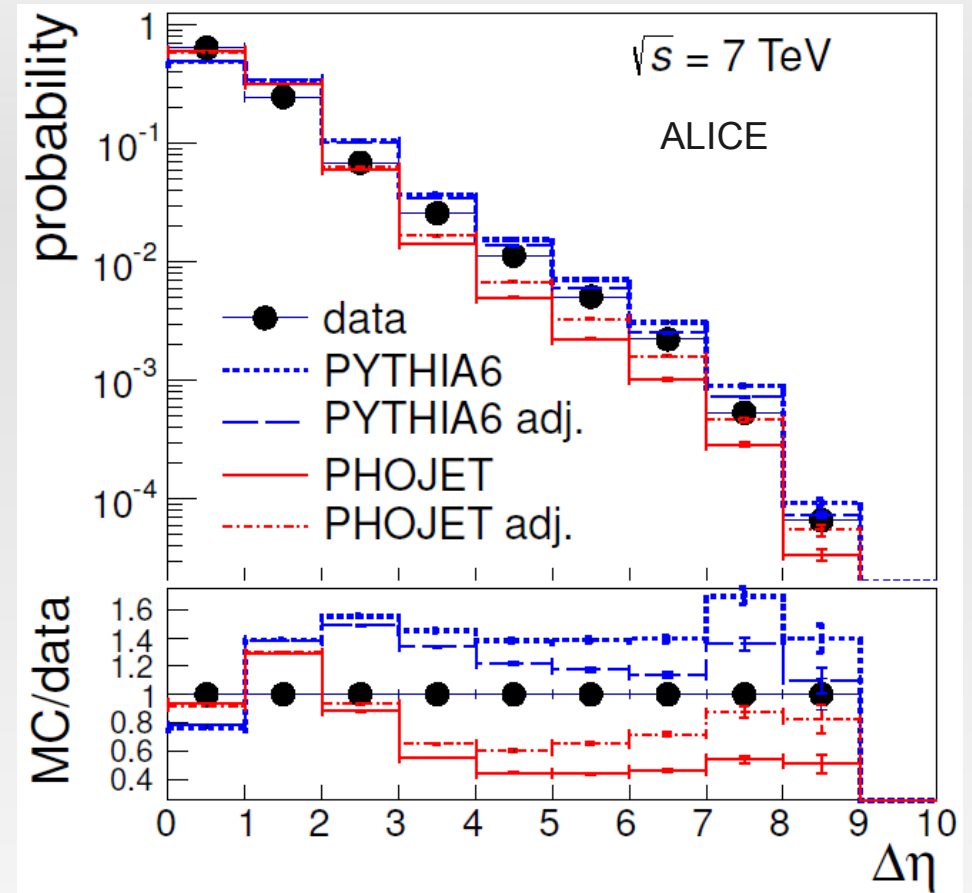 probability
1
10-1
10-2
10-3
10-4
√s = 7 TeV
ALICE
data
PYTHIA6
PYTHIA6 adj.
PHOJET
PHOJET adj.
MC/data
1.6
1.4
1.2
1
0.8
0.6
0.4
0 1 2 3 4 5 6 7 8 9 10
Δη